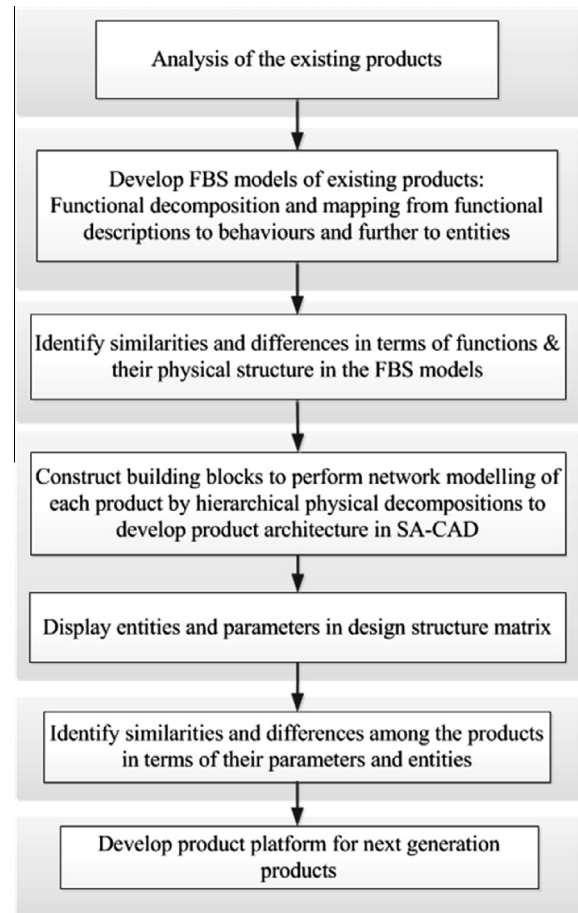 Analysis of the existing products
Develop FBS models of existing products:
Functional decomposition and mapping from functional
descriptions to behaviours and further to entities
Identify similarities and differences in terms of functions &
their physical structure in the FBS models
Construct building blocks to perform network modelling of
each product by hierarchical physical decompositions to
develop product architecture in SA-CAD
Display entities and parameters in design structure matrix
Identify similarities and differences among the products
in terms of their parameters and entities
Develop product platform for next generation
products